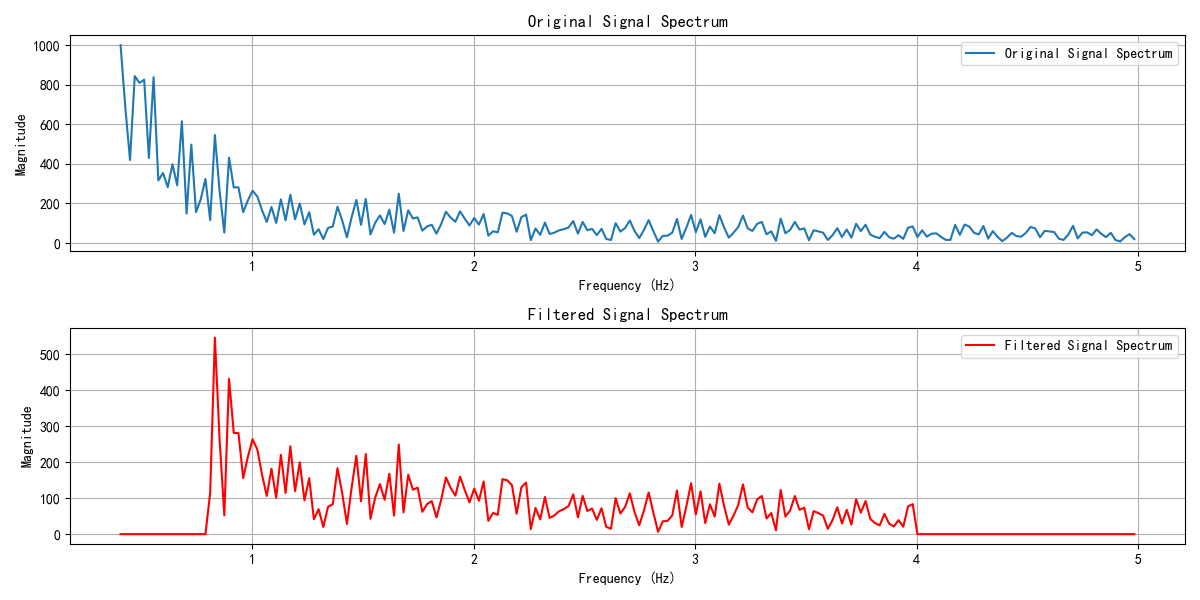 Original Signal Spectrum
Original Signal Spectrum
Magnitude
1000
800
600
400
200
0
1 2 3 4 5
Frequency (Hz)
Filtered Signal Spectrum
Filtered Signal Spectrum
Magnitude
500
400
300
200
100
0
1 2 3 4 5
Frequency (Hz)